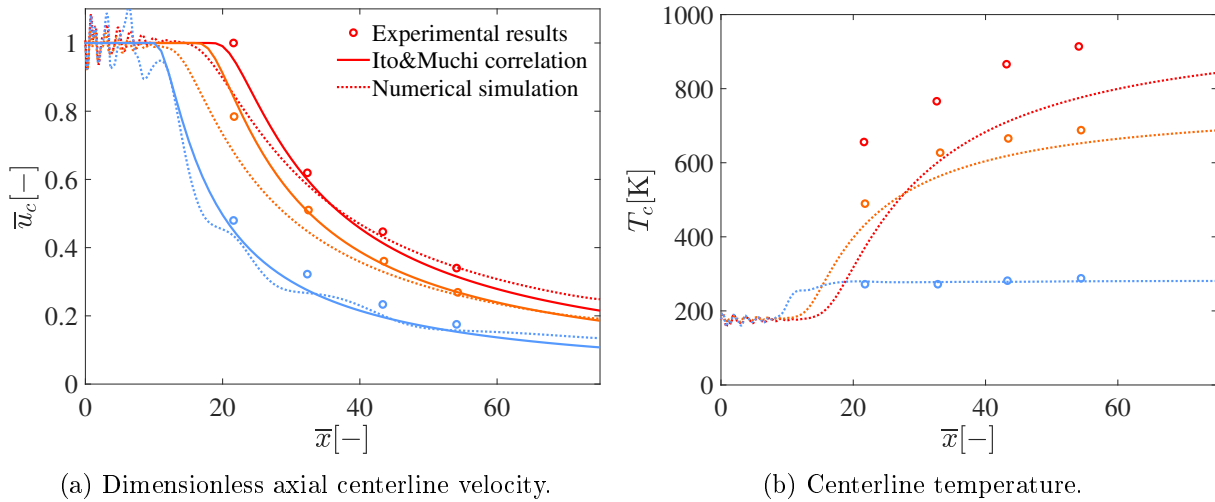 Experimental results
Ito&Muchi correlation
Numerical simulation
1
0.8
0.6
0.4
0.2
0
0 20 40 60
u̅_c[−]
x̅[−]
(a) Dimensionless axial centerline velocity.
1000
800
600
400
200
0
0 20 40 60
T_c[K]
x̅[−]
(b) Centerline temperature.